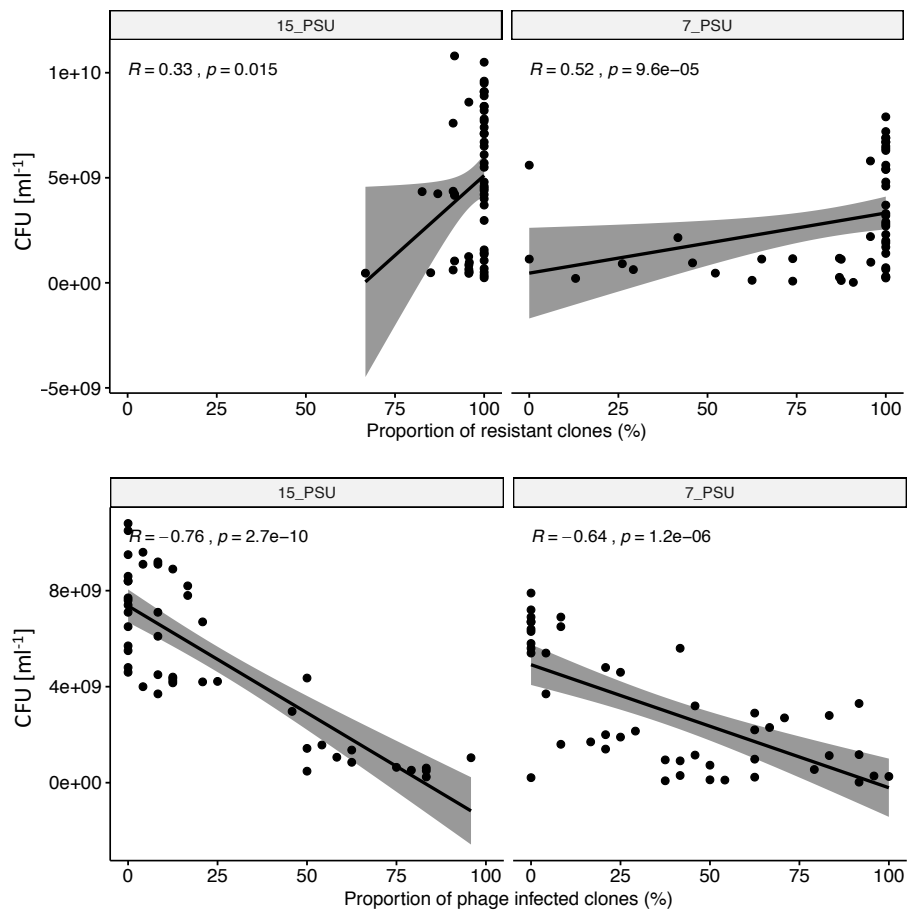 15_PSU 7_PSU
R = 0.33 , p = 0.015 R = 0.52 , p = 9.6e−05
CFU [ml-1]
1e+10
5e+09
0e+00
-5e+09
0 25 50 75 100 0 25 50 75 100
Proportion of resistant clones (%)
15_PSU 7_PSU
R = −0.76 , p = 2.7e−10 R = −0.64 , p = 1.2e−06
CFU [ml-1]
8e+09
4e+09
0e+00
0 25 50 75 100 0 25 50 75 100
Proportion of phage infected clones (%)